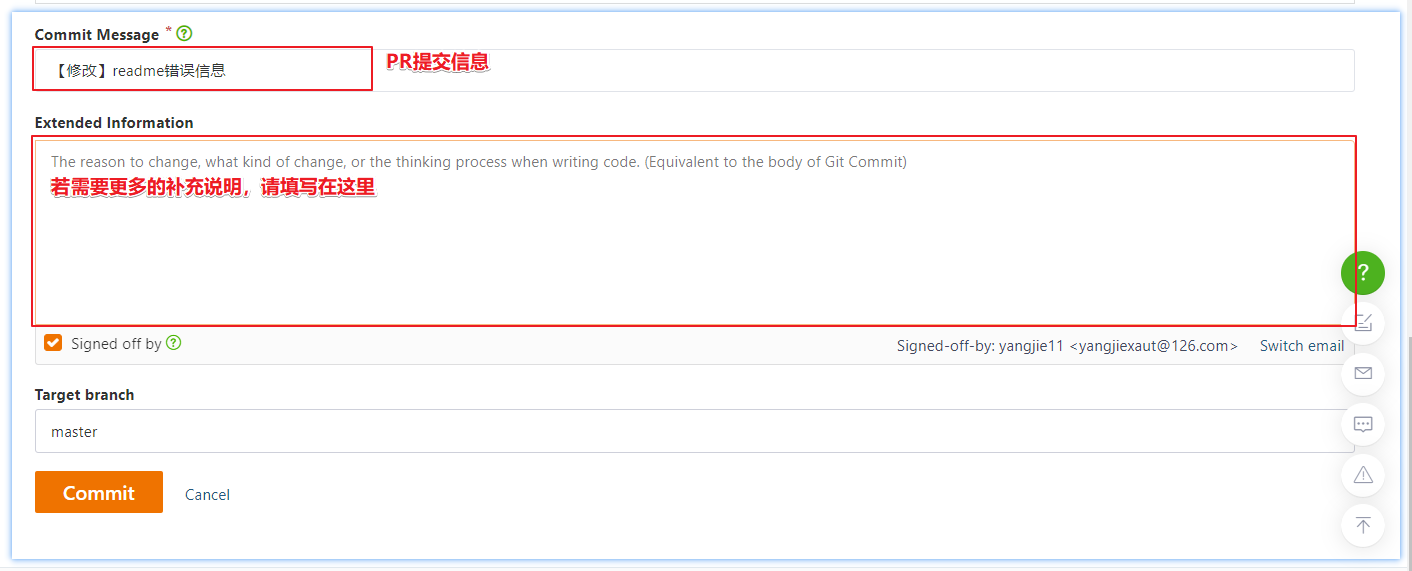 Commit Message *
【修改】readme错误信息
PR提交信息
Extended Information
The reason to change, what kind of change, or the thinking process when writing code. (Equivalent to the body of Git Commit)
若需要更多的补充说明，请填写在这里
Signed off by
Signed-off-by: yangjie11 <yangjiexaut@126.com>
Switch email
Target branch
master
Commit
Cancel